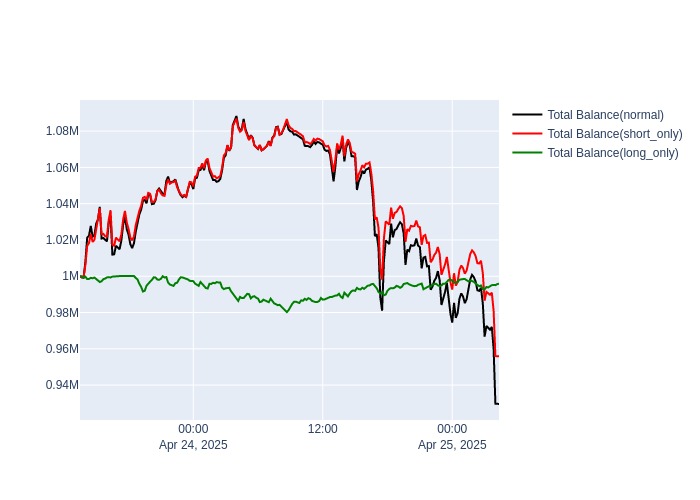 Total Balance(normal)
Total Balance(short_only)
Total Balance(long_only)
1.08M
1.06M
1.04M
1.02M
1M
0.98M
0.96M
0.94M
00:00
Apr 24, 2025
12:00
00:00
Apr 25, 2025